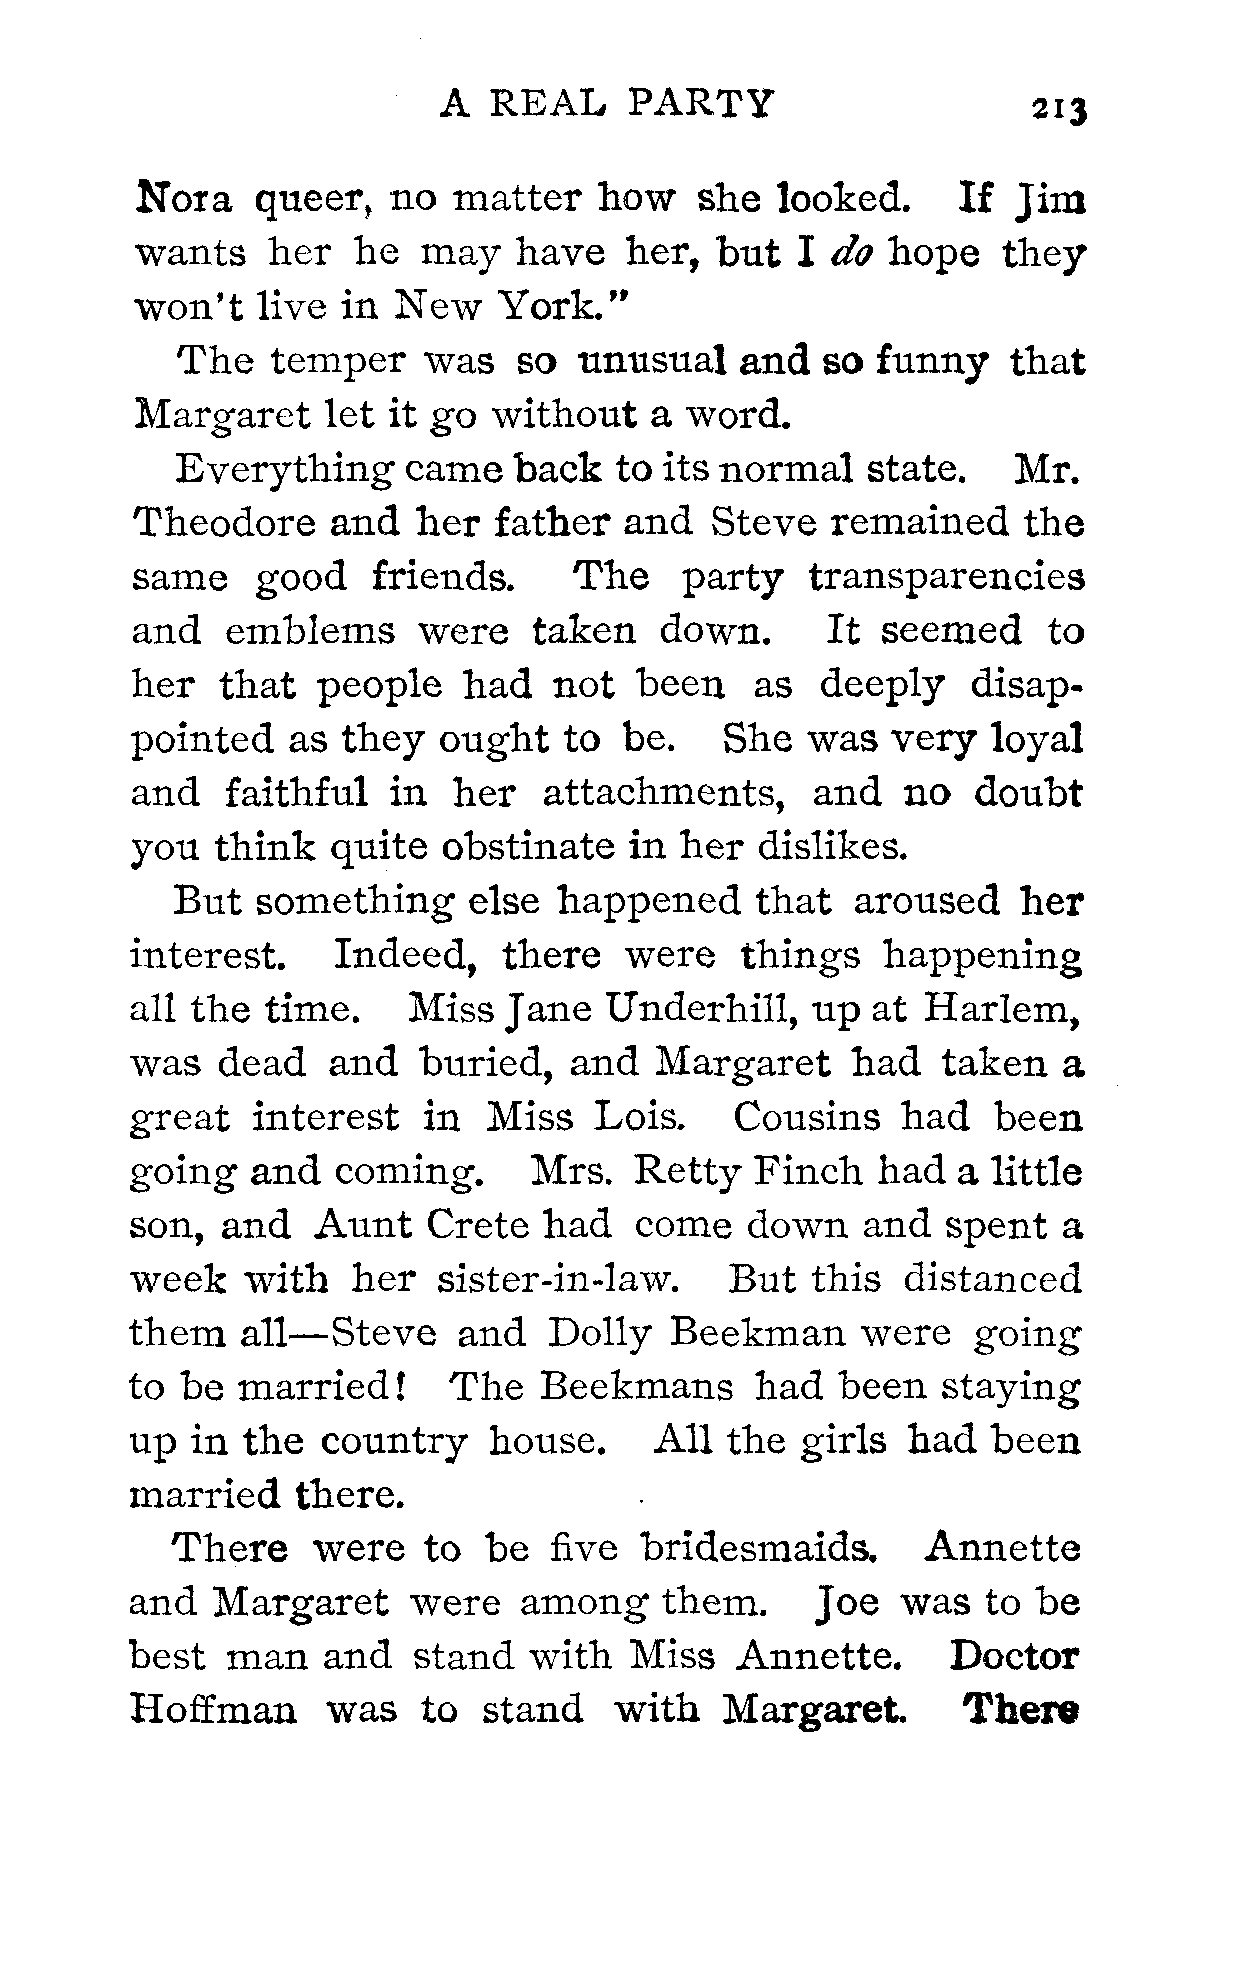 A REAL PARTY 213
Nora queer, no matter how she looked. If Jim
wants her he may have her, but I do hope they
won't live in New York."
The temper was so unusual and so funny that
Margaret let it go without a word.
Everything came back to its normal state. Mr.
Theodore and her father and Steve remained the
same good friends. The party transparencies
and emblems were taken down. It seemed to
her that people had not been as deeply disap-
pointed as they ought to be. She was very loyal
and faithful in her attachments, and no doubt
you think quite obstinate in her dislikes.
But something else happened that aroused her
interest. Indeed, there were things happening
all the time. Miss Jane Underhill, up at Harlem,
was dead and buried, and Margaret had taken a
great interest in Miss Lois. Cousins had been
going and coming. Mrs. Retty Finch had a little
son, and Aunt Crete had come down and spent a
week with her sister-in-law. But this distanced
them all—Steve and Dolly Beekman were going
to be married! The Beekmans had been staying
up in the country house. All the girls had been
married there.
There were to be five bridesmaids. Annette
and Margaret were among them. Joe was to be
best man and stand with Miss Annette. Doctor
Hoffman was to stand with Margaret. There